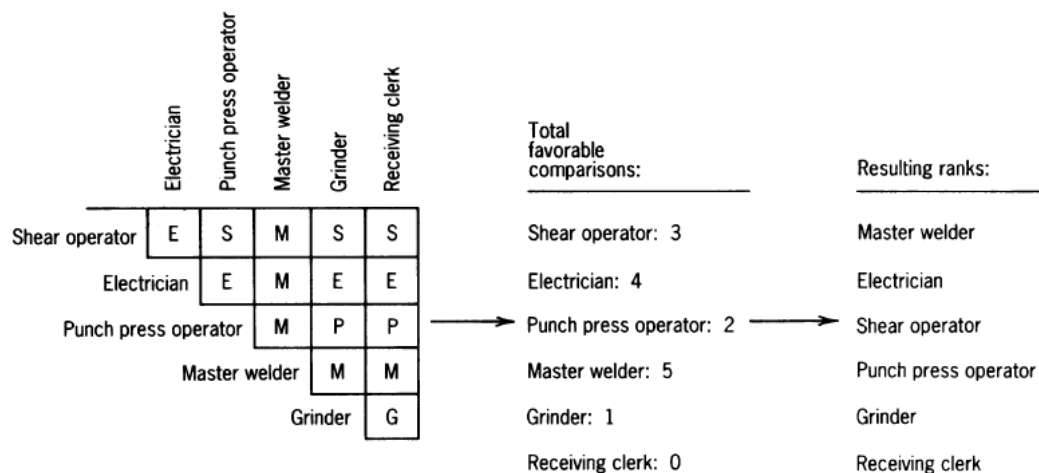 Electrician
Punch press operator
Master welder
Grinder
Receiving clerk
Shear operator E S M S S
Electrician E M E E
Punch press operator M P P
Master welder M M
Grinder G
Total
favorable
comparisons:
Shear operator: 3
Electrician: 4
Punch press operator: 2
Master welder: 5
Grinder: 1
Receiving clerk: 0
Resulting ranks:
Master welder
Electrician
Shear operator
Punch press operator
Grinder
Receiving clerk